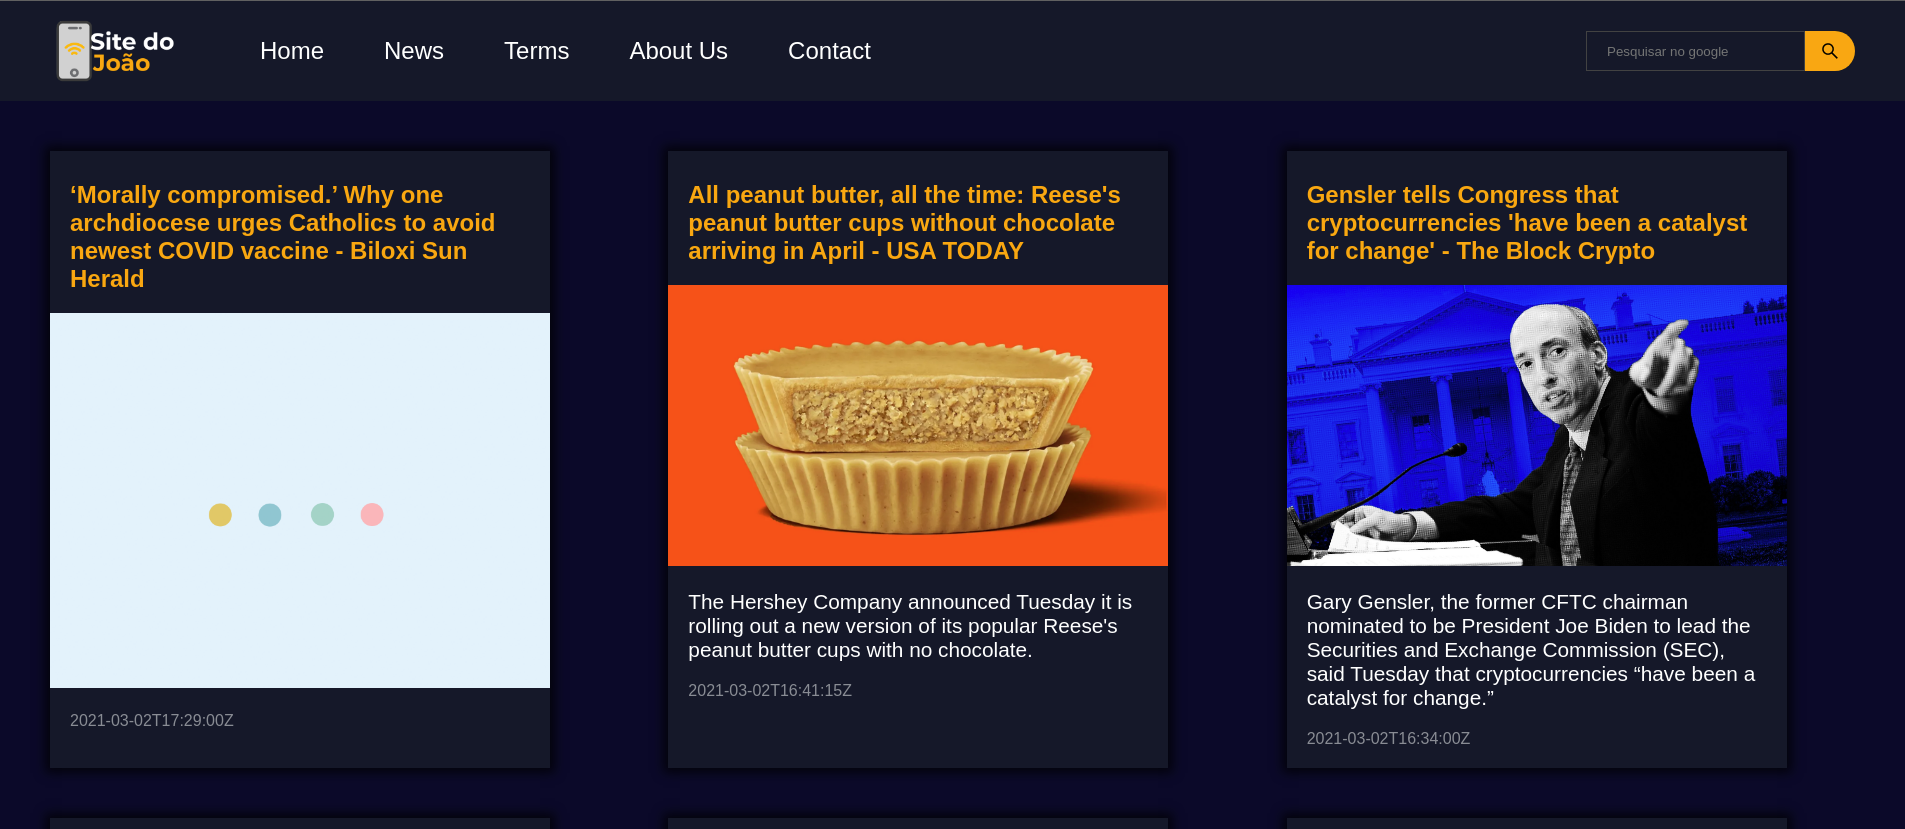 Site do
João
Home
News
Terms
About Us
Contact
Pesquisar no google
‘Morally compromised.’ Why one
archdiocese urges Catholics to avoid
newest COVID vaccine - Biloxi Sun
Herald
2021-03-02T17:29:00Z
All peanut butter, all the time: Reese's
peanut butter cups without chocolate
arriving in April - USA TODAY
The Hershey Company announced Tuesday it is
rolling out a new version of its popular Reese's
peanut butter cups with no chocolate.
2021-03-02T16:41:15Z
Gensler tells Congress that
cryptocurrencies 'have been a catalyst
for change' - The Block Crypto
Gary Gensler, the former CFTC chairman
nominated to be President Joe Biden to lead the
Securities and Exchange Commission (SEC),
said Tuesday that cryptocurrencies “have been a
catalyst for change.”
2021-03-02T16:34:00Z